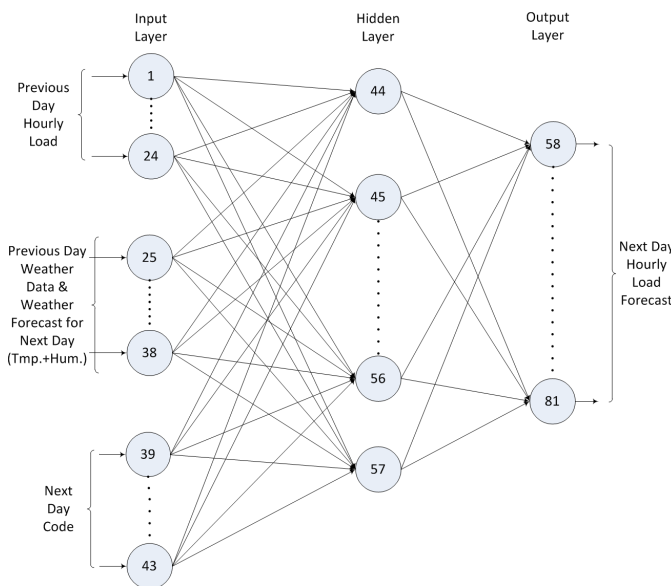 Input
Layer
Hidden
Layer
Output
Layer
Previous
Day
Hourly
Load
1
24
Previous Day
Weather
Data &
Weather
Forecast for
Next Day
(Tmp.+Hum.)
25
38
Next
Day
Code
39
43
44
45
56
57
58
81
Next Day
Hourly
Load
Forecast